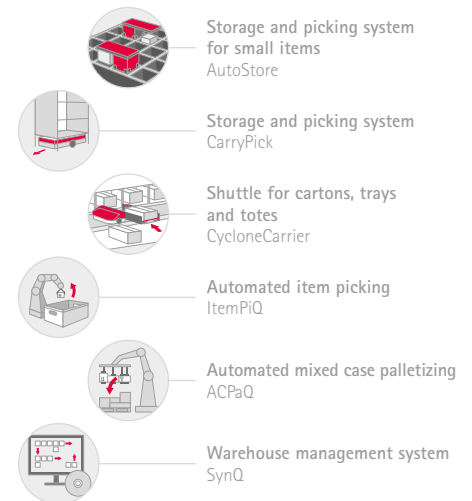 Storage and picking system
for small items
AutoStore
Storage and picking system
CarryPick
Shuttle for cartons, trays
and totes
CycloneCarrier
Automated item picking
ItemPiQ
Automated mixed case palletizing
ACPaQ
Warehouse management system
SynQ